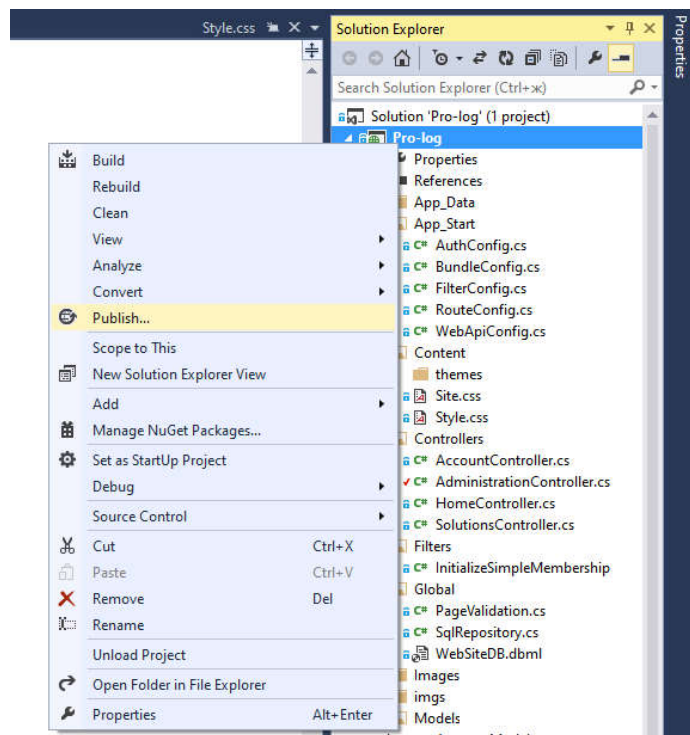 Style.css
Solution Explorer
Properties
Search Solution Explorer (Ctrl+ж)
Solution 'Pro-log' (1 project)
Pro-log
Properties
References
App_Data
App_Start
C# AuthConfig.cs
C# BundleConfig.cs
C# FilterConfig.cs
C# RouteConfig.cs
C# WebApiConfig.cs
Content
themes
Site.css
Style.css
Controllers
C# AccountController.cs
C# AdministrationController.cs
C# HomeController.cs
C# SolutionsController.cs
Filters
C# InitializeSimpleMembership
Global
C# PageValidation.cs
C# SqlRepository.cs
WebSiteDB.dbml
Images
imgs
Models
Build
Rebuild
Clean
View
Analyze
Convert
Publish...
Scope to This
New Solution Explorer View
Add
Manage NuGet Packages...
Set as StartUp Project
Debug
Source Control
Cut Ctrl+X
Paste Ctrl+V
Remove Del
Rename
Unload Project
Open Folder in File Explorer
Properties Alt+Enter